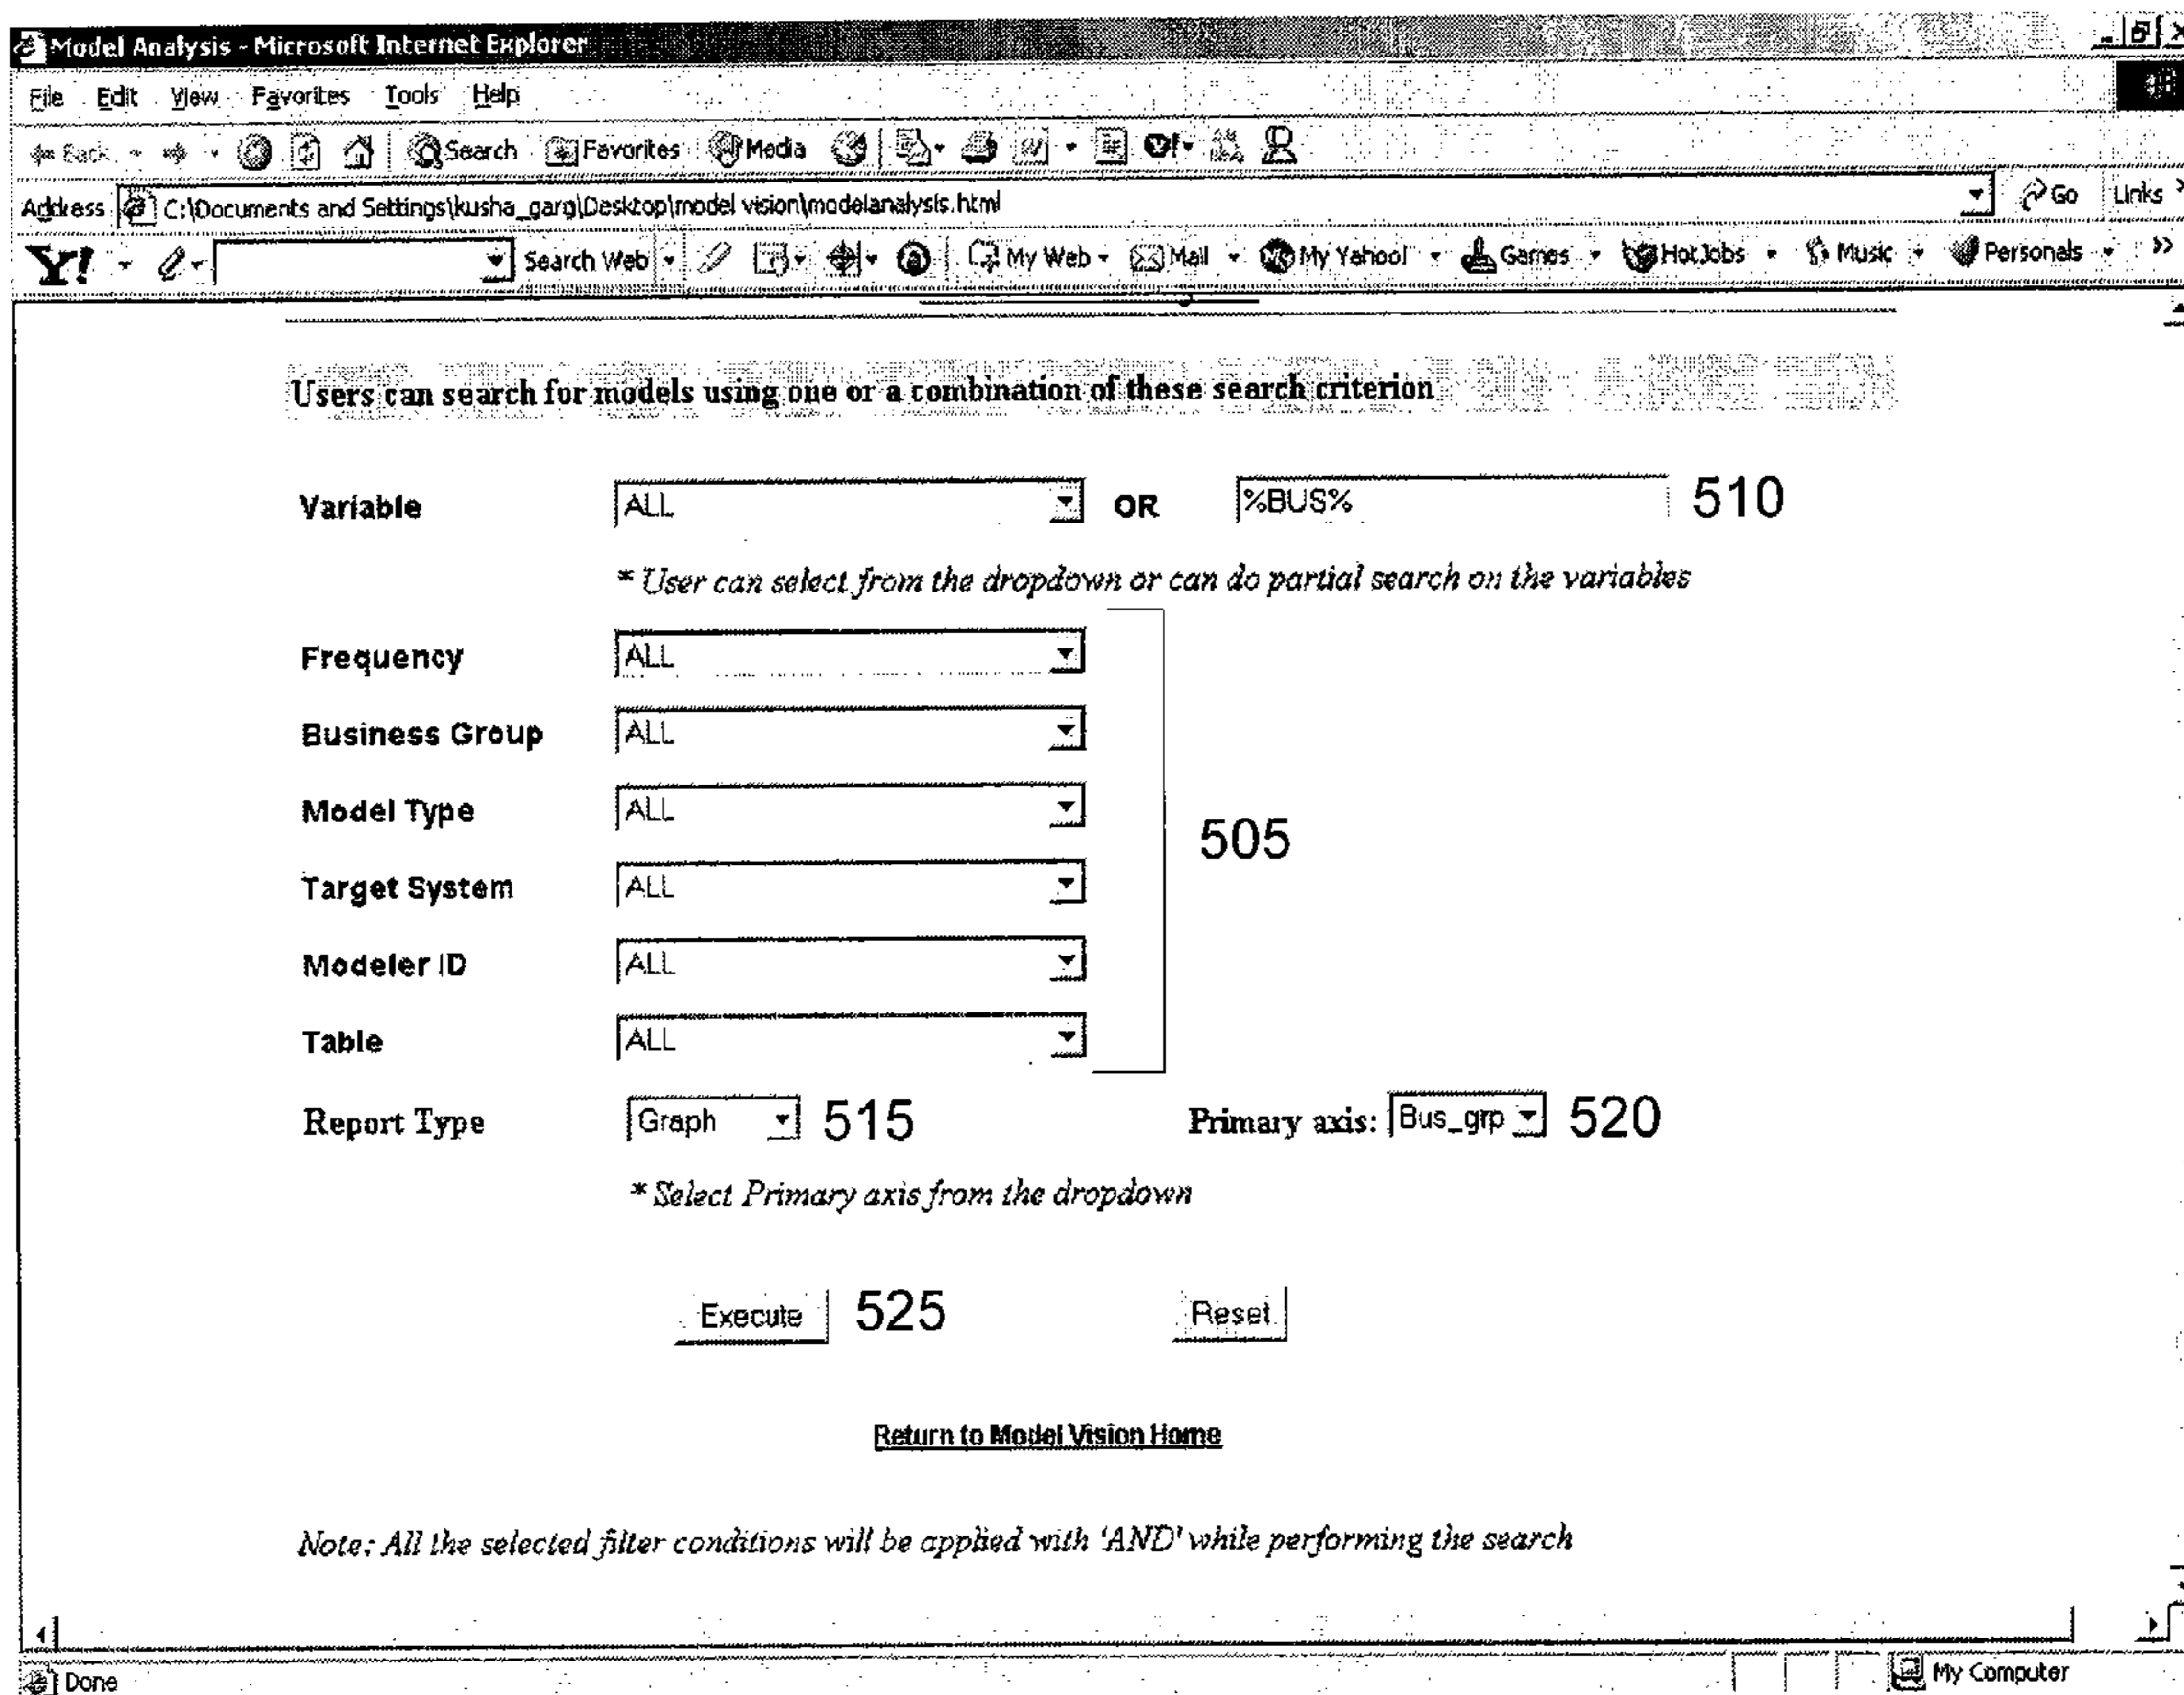 Model Analysis - Microsoft Internet Explorer
File Edit View Favorites Tools Help
Back Search Favorites Media
Address C:\Documents and Settings\kusha_garg\Desktop\model vision\modelanalysis.html Go Links
Y! Search Web My Web Mail My Yahoo! Games HotJobs Music Personals »
Users can search for models using one or a combination of these search criterion
Variable ALL OR %BUS% 510
* User can select from the dropdown or can do partial search on the variables
Frequency ALL
Business Group ALL
Model Type ALL
505
Target System ALL
Modeler ID ALL
Table ALL
Report Type Graph 515 Primary axis: Bus_grp 520
* Select Primary axis from the dropdown
Execute 525 Reset
Return to Model Vision Home
Note: All the selected filter conditions will be applied with 'AND' while performing the search
Done My Computer